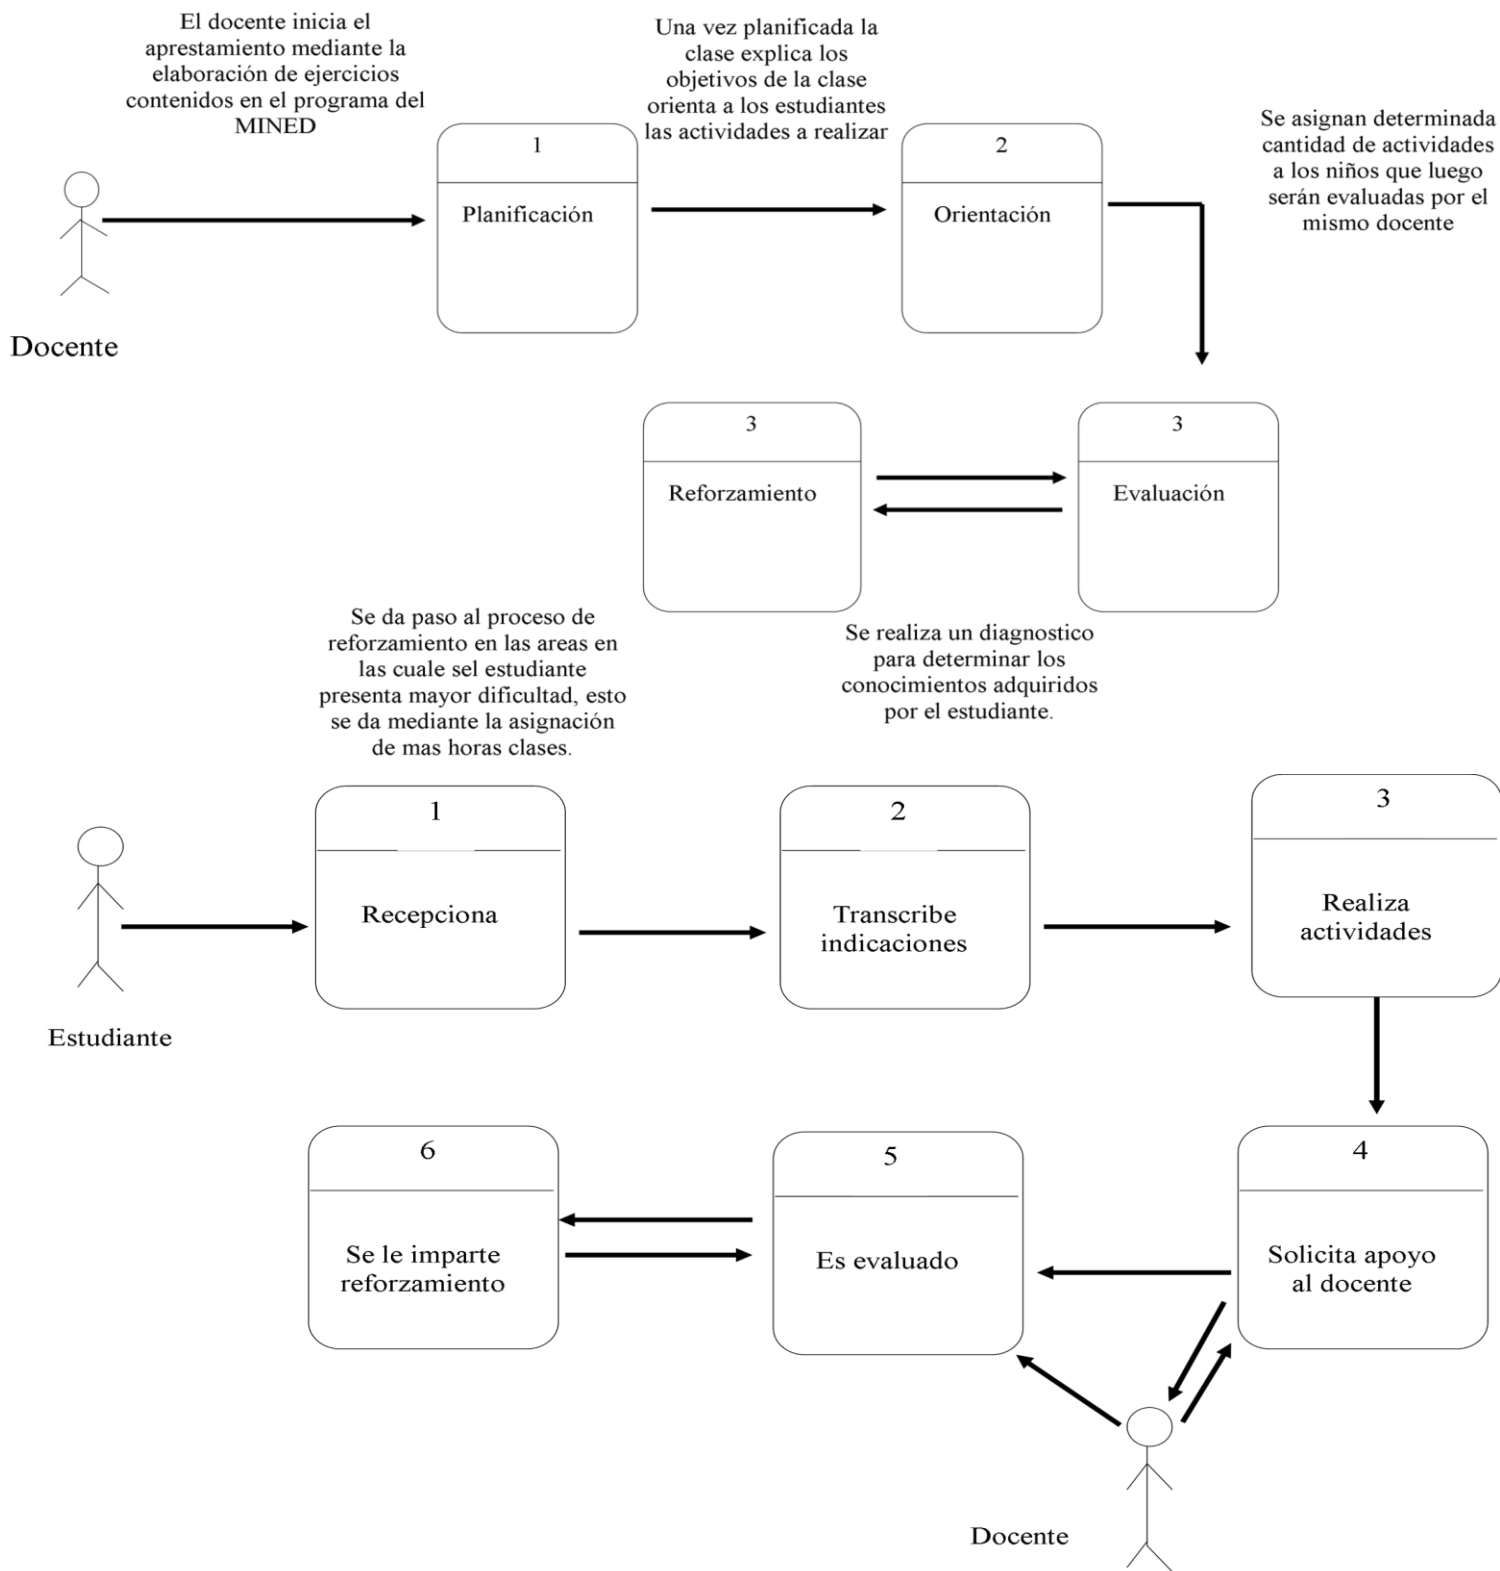 El docente inicia el
aprestamiento mediante la
elaboración de ejercicios
contenidos en el programa del
MINED
Una vez planificada la
clase explica los
objetivos de la clase
orienta a los estudiantes
las actividades a realizar
Se asignan determinada
cantidad de actividades
a los niños que luego
serán evaluadas por el
mismo docente
1
Planificación
2
Orientación
Docente
3
Reforzamiento
3
Evaluación
Se da paso al proceso de
reforzamiento en las areas en
las cuale sel estudiante
presenta mayor dificultad, esto
se da mediante la asignación
de mas horas clases.
Se realiza un diagnostico
para determinar los
conocimientos adquiridos
por el estudiante.
1
Recepciona
2
Transcribe
indicaciones
3
Realiza
actividades
Estudiante
6
Se le imparte
reforzamiento
5
Es evaluado
4
Solicita apoyo
al docente
Docente